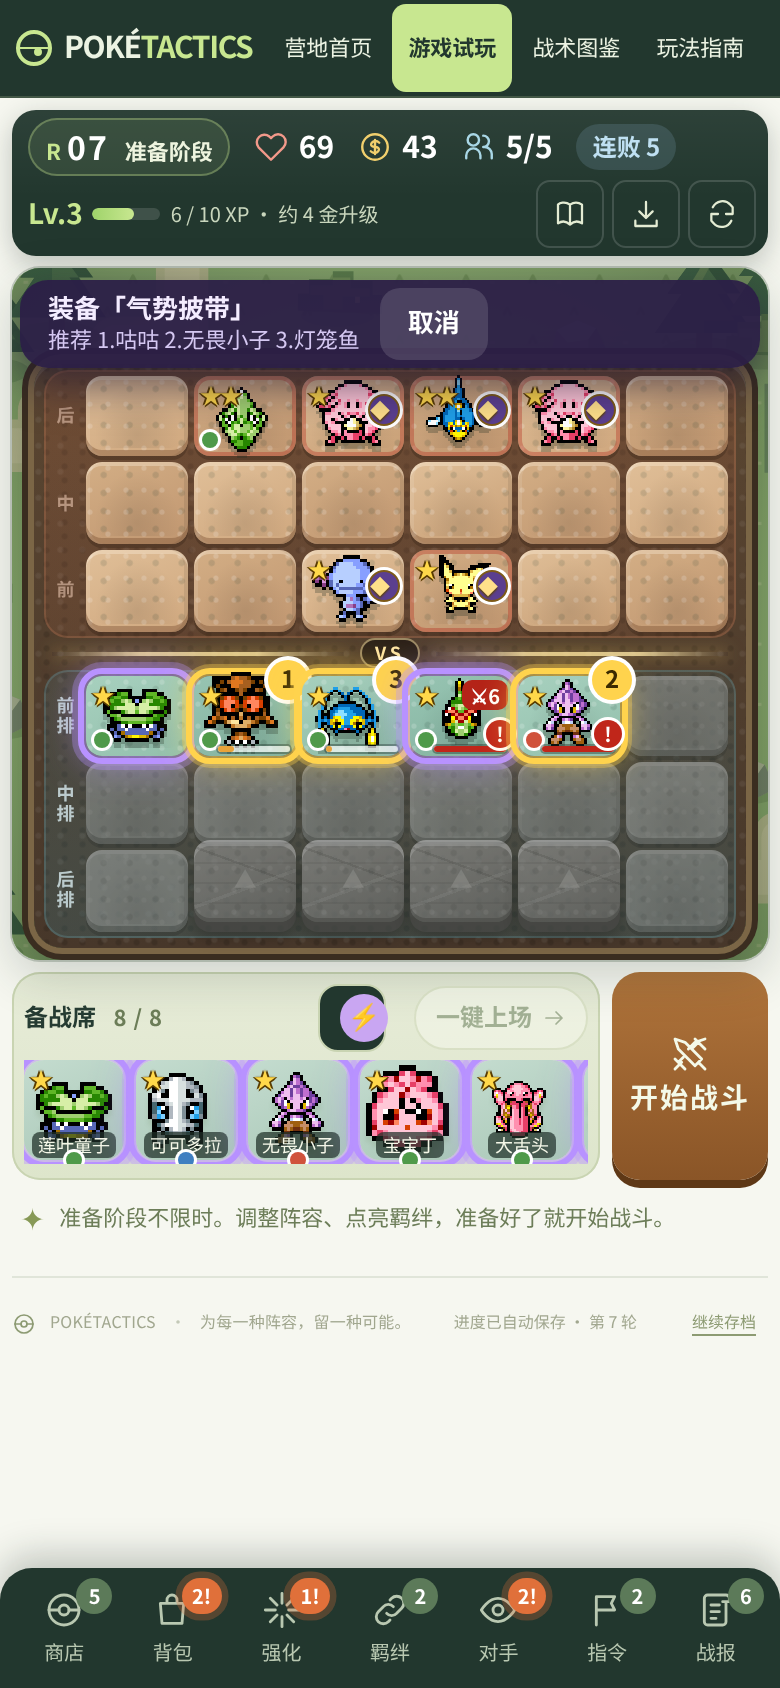 POKÉTACTICS 营地首页 游戏试玩 战术图鉴 玩法指南
R 07 准备阶段 69 43 5/5 连败 5
Lv.3 6 / 10 XP · 约 4 金升级
装备「气势披带」
推荐 1.咕咕 2.无畏小子 3.灯笼鱼
取消
后
中
前
VS
前排
1
3
⚔6
!
2
!
中排
后排
备战席 8 / 8
一键上场 →
开始战斗
莲叶童子 可可多拉 无畏小子 宝宝丁 大舌头
准备阶段不限时。调整阵容、点亮羁绊，准备好了就开始战斗。
POKÉTACTICS · 为每一种阵容，留一种可能。 进度已自动保存 · 第 7 轮 继续存档
5 2! 1! 2 2! 2 6
商店 背包 强化 羁绊 对手 指令 战报